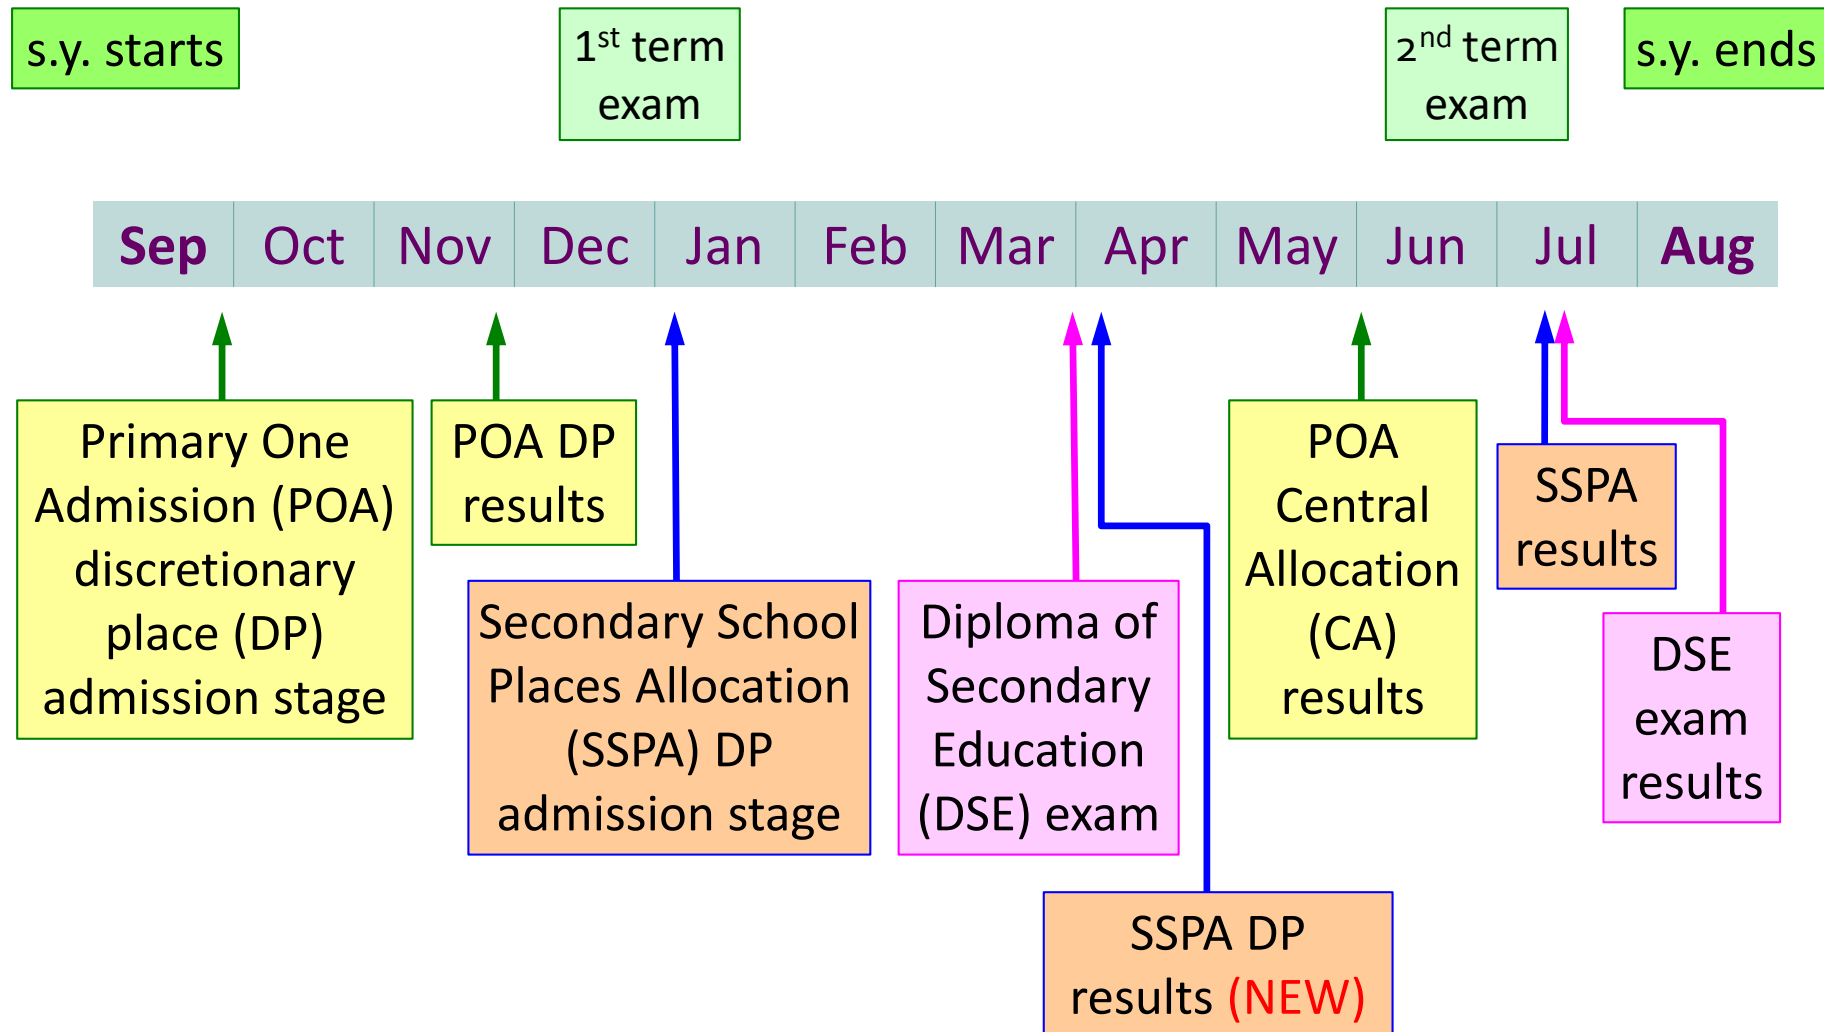 s.y. starts
1st term
exam
2nd term
exam
s.y. ends
Sep Oct Nov Dec Jan Feb Mar Apr May Jun Jul Aug
Primary One
Admission (POA)
discretionary
place (DP)
admission stage
POA DP
results
Secondary School
Places Allocation
(SSPA) DP
admission stage
Diploma of
Secondary
Education
(DSE) exam
SSPA DP
results (NEW)
POA
Central
Allocation
(CA)
results
SSPA
results
DSE
exam
results